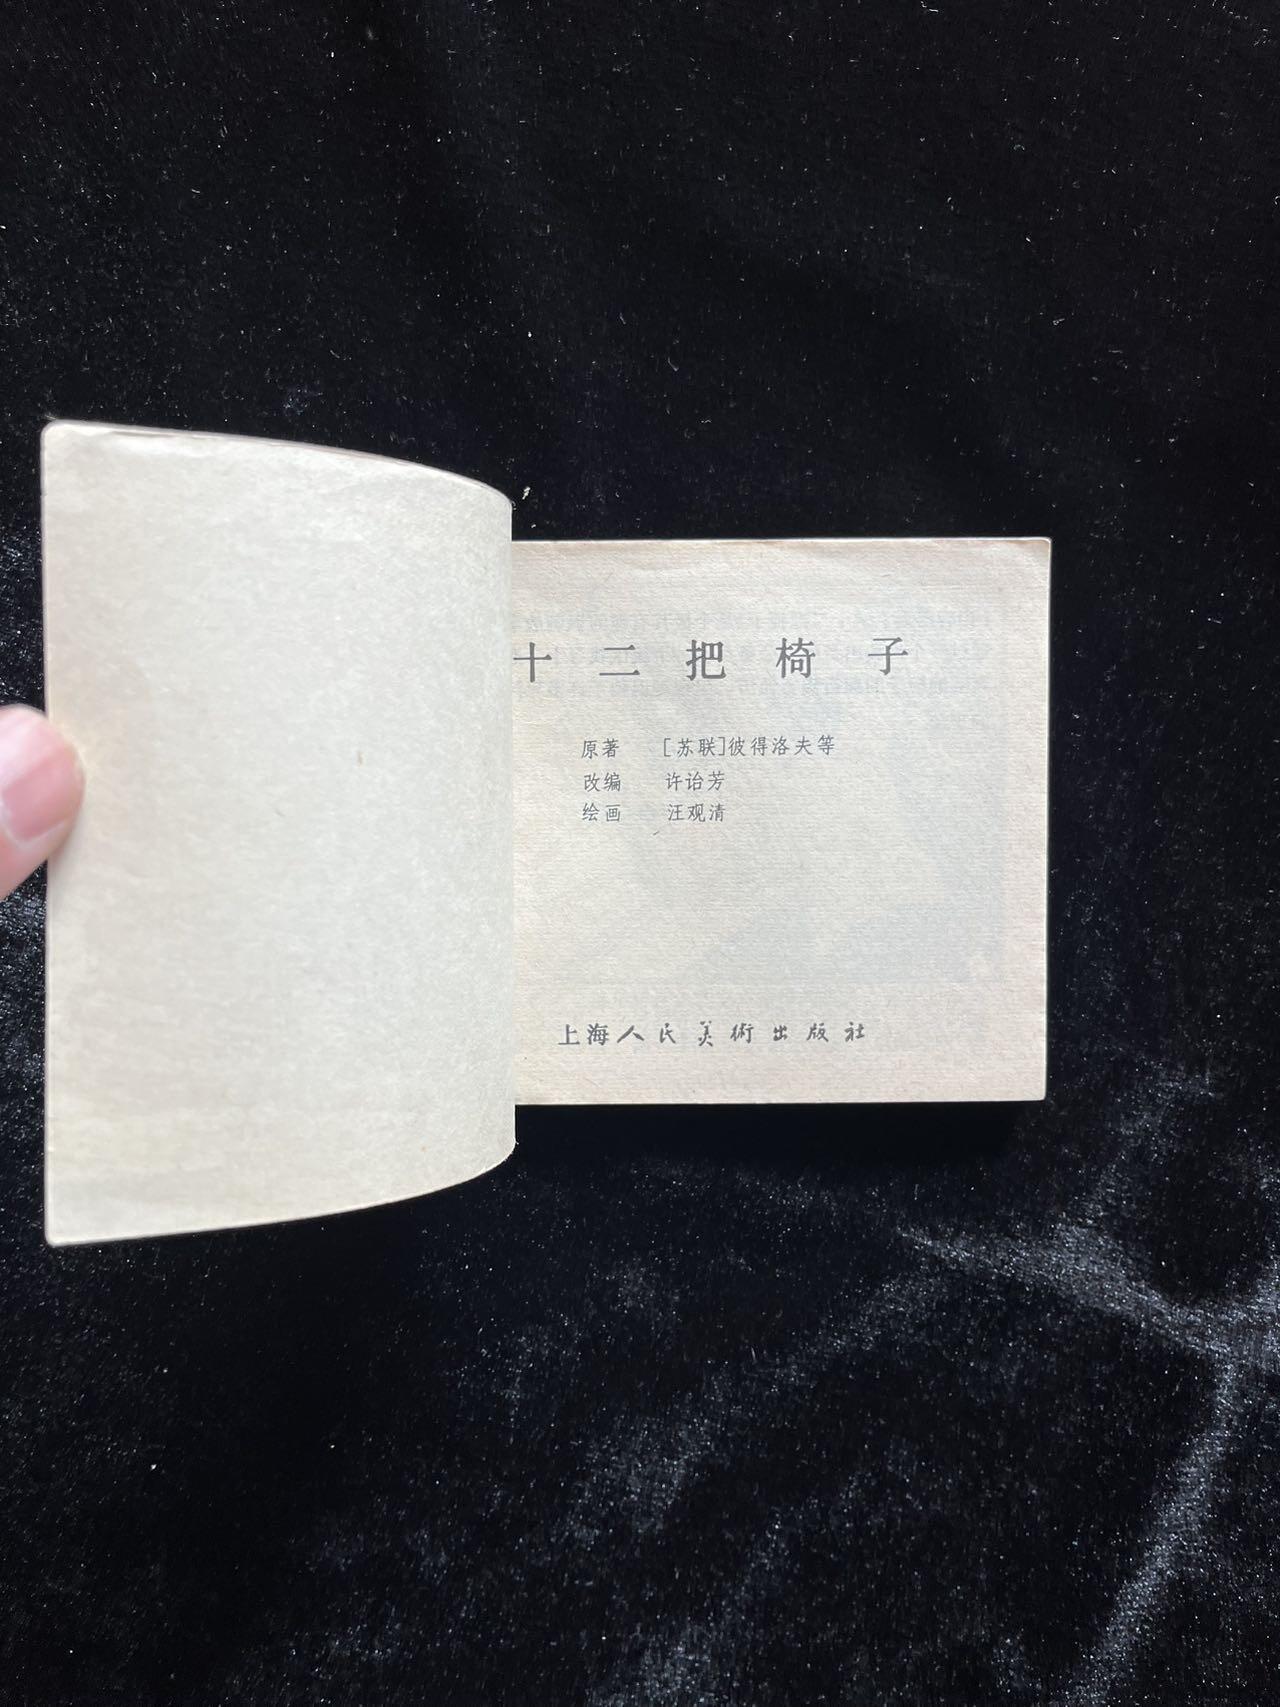 十二把椅子
原著 [苏联]彼得洛夫等
改编 许诒芳
绘画 汪观清
上海人民美術出版社